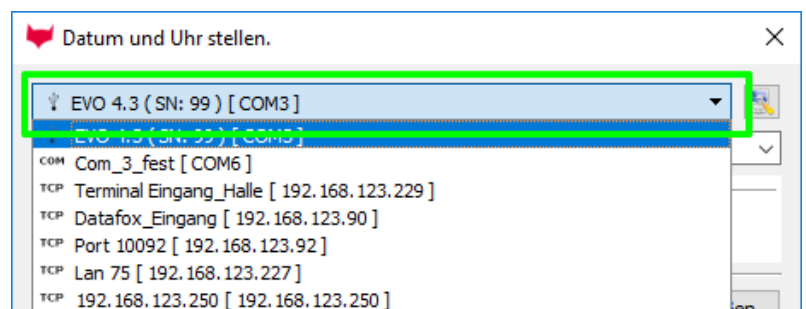 Datum und Uhr stellen.
EVO 4.3 ( SN: 99 ) [ COM3 ]
EVO 4.3 ( SN: 99 ) [ COM3 ]
COM Com_3_fest [ COM6 ]
TCP Terminal Eingang_Halle [ 192.168.123.229 ]
TCP Datafox_Eingang [ 192.168.123.90 ]
TCP Port 10092 [ 192.168.123.92 ]
TCP Lan 75 [ 192.168.123.227 ]
TCP 192.168.123.250 [ 192.168.123.250 ]